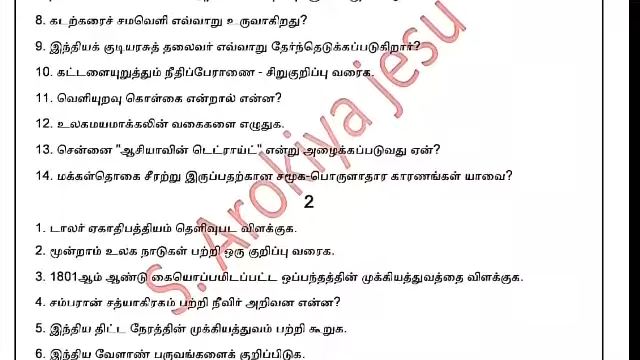 8. கடற்கரைச் சமவெளி எவ்வாறு உருவாகிறது?
9. இந்தியக் குடியரசுத் தலைவர் எவ்வாறு தேர்ந்தெடுக்கப்படுகிறார்?
10. கட்டளையுறுத்தும் நீதிப்பேராணை - சிறுகுறிப்பு வரைக.
11. வெளியுறவு கொள்கை என்றால் என்ன?
12. உலகமயமாக்கலின் வகைகளை எழுதுக.
13. சென்னை "ஆசியாவின் டெட்ராய்ட்" என்று அழைக்கப்படுவது ஏன்?
14. மக்கள்தொகை சீரற்று இருப்பதற்கான சமூக-பொருளாதார காரணங்கள் யாவை?
2
1. டாலர் ஏகாதிபத்தியம் தெளிவுபட விளக்குக.
2. மூன்றாம் உலக நாடுகள் பற்றி ஒரு குறிப்பு வரைக.
3. 1801ஆம் ஆண்டு கையொப்பமிடப்பட்ட ஒப்பந்தத்தின் முக்கியத்துவத்தை விளக்குக.
4. சம்பரான் சத்யாகிரகம் பற்றி நீவிர் அறிவன என்ன?
5. இந்திய திட்ட நேரத்தின் முக்கியத்துவம் பற்றி கூறுக.
6. இந்திய வேளாண் பருவங்களைக் குறிப்பிடுக.
S. Arokiya jesu